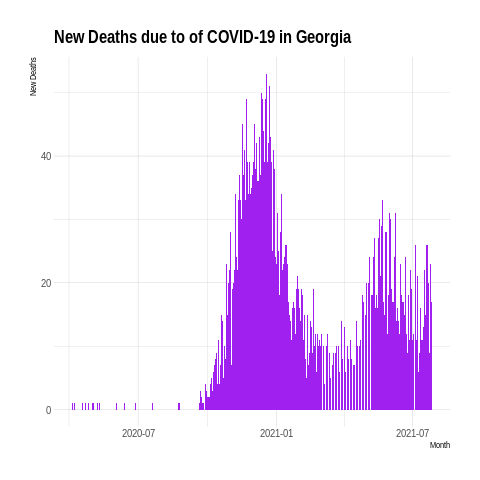 New Deaths due to of COVID-19 in Georgia
New Deaths
40
20
0
2020-07
2021-01
2021-07
Month